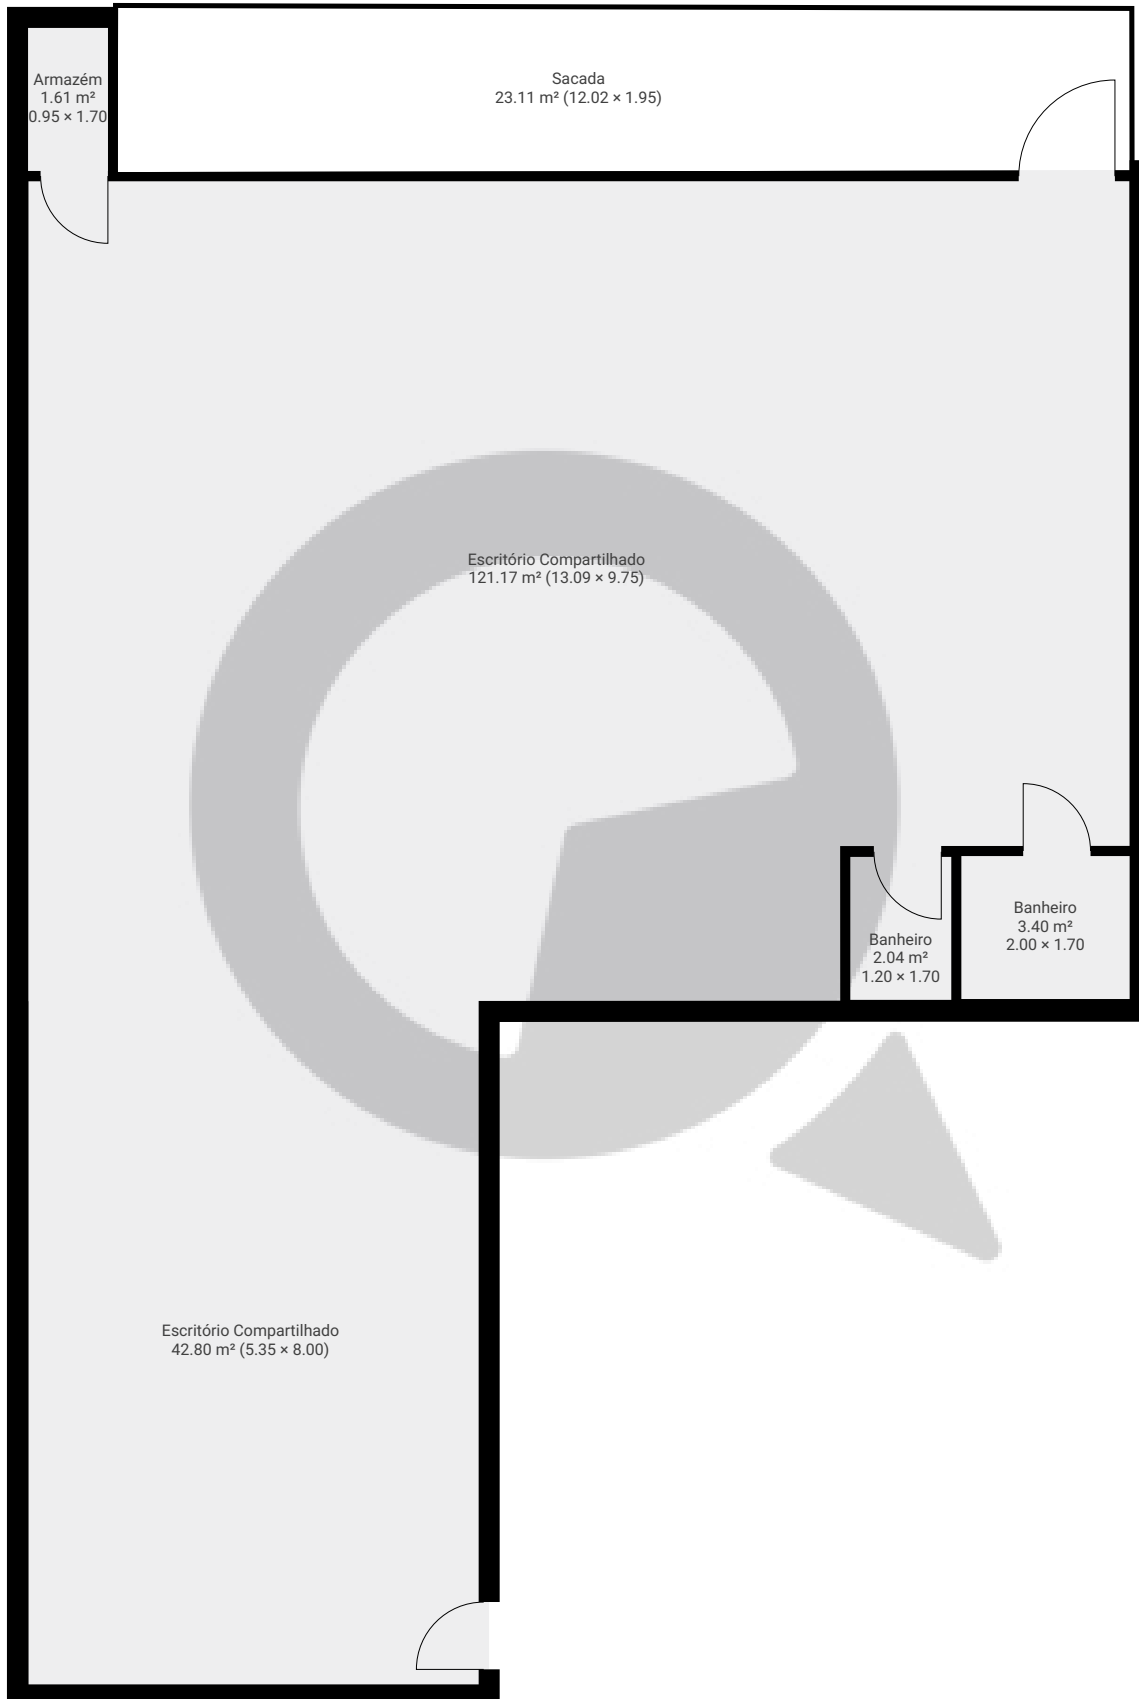 Armazém
1.61 m²
0.95 × 1.70
Sacada
23.11 m² (12.02 × 1.95)
Escritório Compartilhado
121.17 m² (13.09 × 9.75)
Banheiro
3.40 m²
2.00 × 1.70
Banheiro
2.04 m²
1.20 × 1.70
Escritório Compartilhado
42.80 m² (5.35 × 8.00)